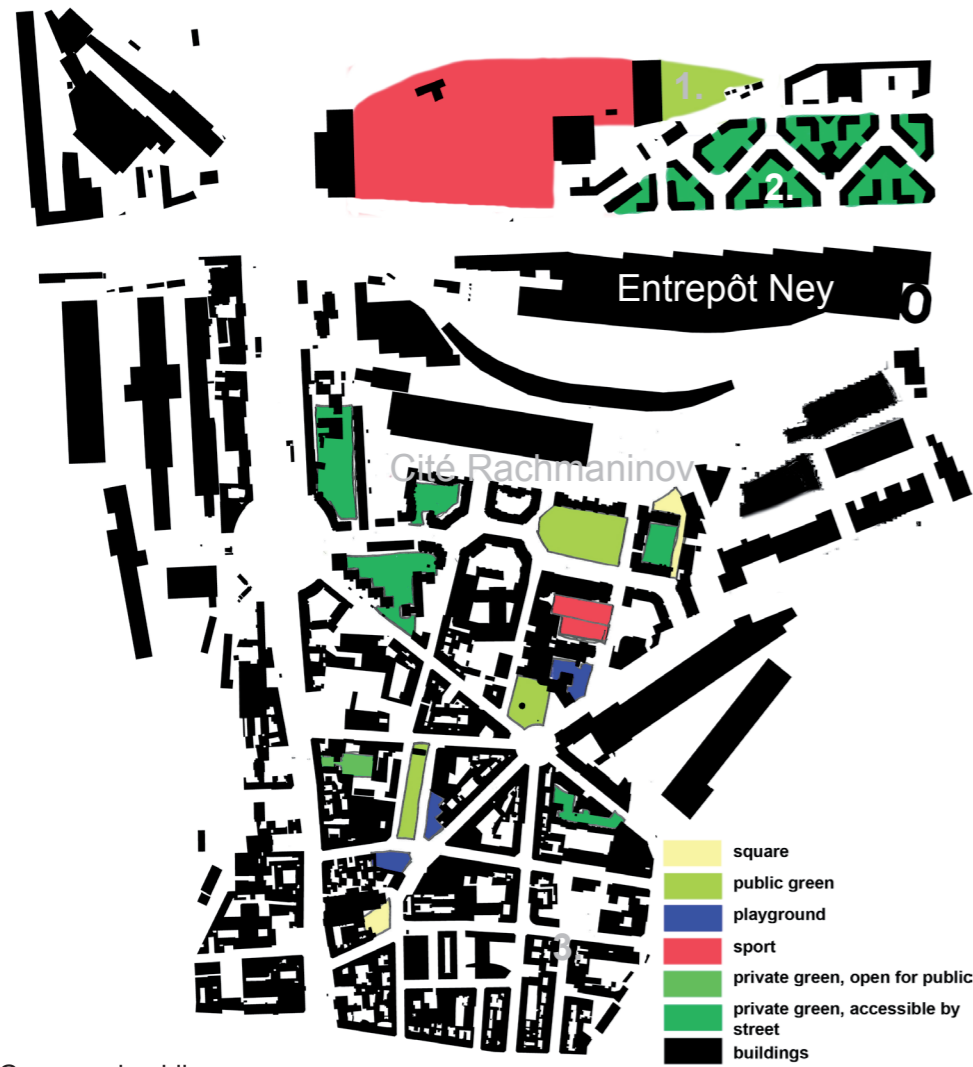 1.
2.
Entrepôt Ney
Cité Rachmaninov
3.
square
public green
playground
sport
private green, open for public
private green, accessible by
street
buildings